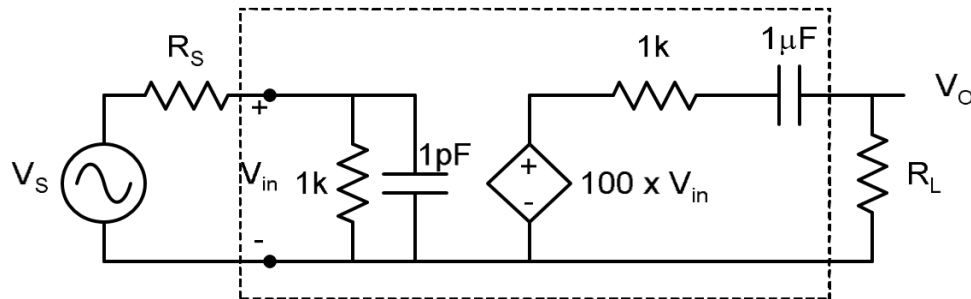 1k
1μF
R_S
V_O
+
V_S
V_in
1k
1pF
+
-
100 x V_in
R_L
-